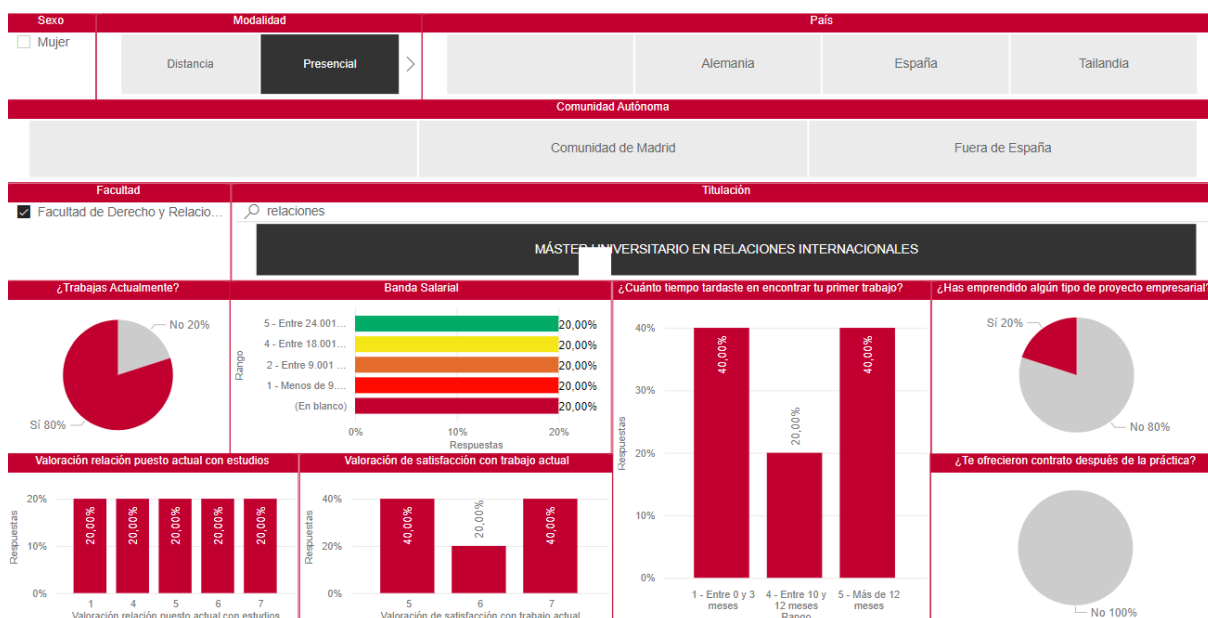 Sexo
Modalidad
País
Mujer
Distancia
Presencial
Alemania
España
Tailandia
Comunidad Autónoma
Comunidad de Madrid
Fuera de España
Facultad
Titulación
Facultad de Derecho y Relacio...
relaciones
MÁSTER UNIVERSITARIO EN RELACIONES INTERNACIONALES
¿Trabajas Actualmente?
No 20%
Sí 80%
Banda Salarial
Rango
5 - Entre 24.001...
20,00%
4 - Entre 18.001...
20,00%
2 - Entre 9.001 ...
20,00%
1 - Menos de 9....
20,00%
(En blanco)
20,00%
0%
10%
20%
Respuestas
¿Cuánto tiempo tardaste en encontrar tu primer trabajo?
Respuestas
40%
30%
20%
10%
0%
40,00%
20,00%
40,00%
1 - Entre 0 y 3
meses
4 - Entre 10 y
12 meses
5 - Más de 12
meses
Rango
¿Has emprendido algún tipo de proyecto empresarial?
Sí 20%
No 80%
Valoración relación puesto actual con estudios
Respuestas
20%
10%
0%
20,00%
20,00%
20,00%
20,00%
20,00%
1
4
5
6
7
Valoración relación puesto actual con estudios
Valoración de satisfacción con trabajo actual
Respuestas
40%
20%
0%
40,00%
20,00%
40,00%
5
6
7
Valoración de satisfacción con trabajo actual
¿Te ofrecieron contrato después de la práctica?
No 100%